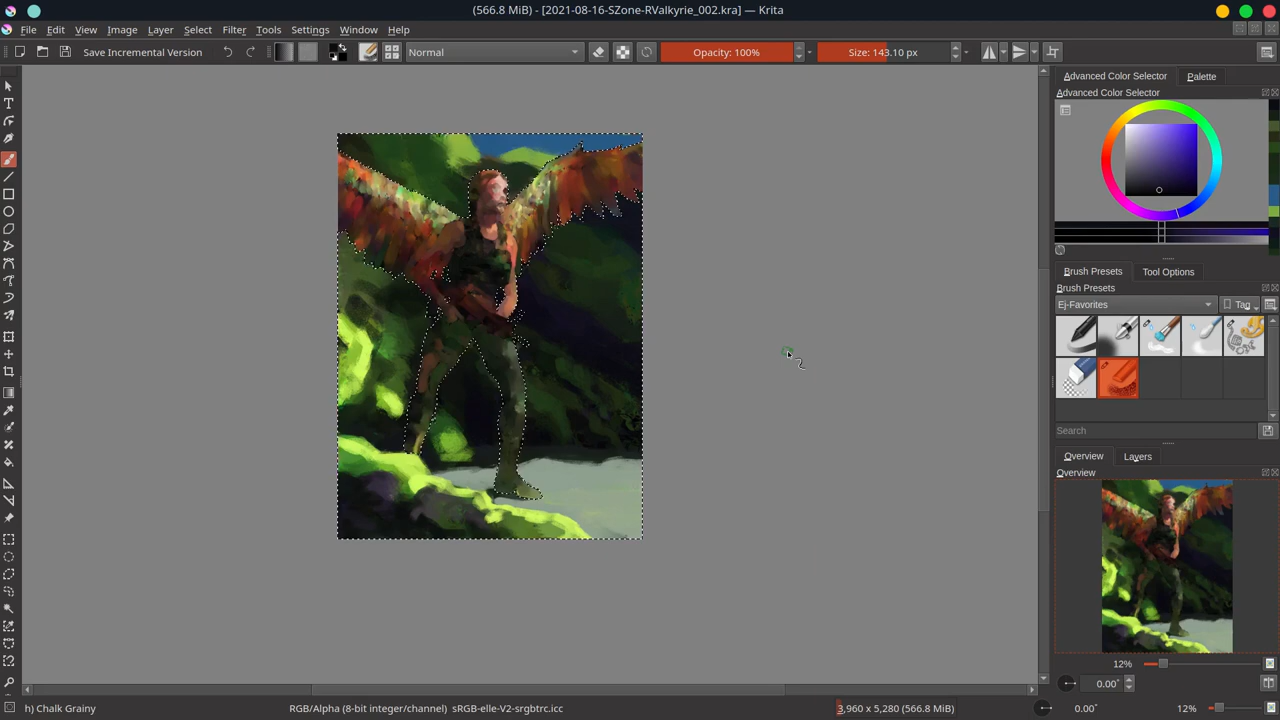 (566.8 MiB) - [2021-08-16-SZone-RValkyrie_002.kra] — Krita
File Edit View Image Layer Select Filter Tools Settings Window Help
Save Incremental Version
Normal
Opacity: 100%
Size: 143.10 px
Advanced Color Selector
Palette
Advanced Color Selector
Brush Presets
Tool Options
Brush Presets
Ej-Favorites
Tag
Search
Overview
Layers
Overview
12%
0.00°
h) Chalk Grainy
RGB/Alpha (8-bit integer/channel) sRGB-elle-V2-srgbtrc.icc
3,960 x 5,280 (566.8 MiB)
0.00°
12%